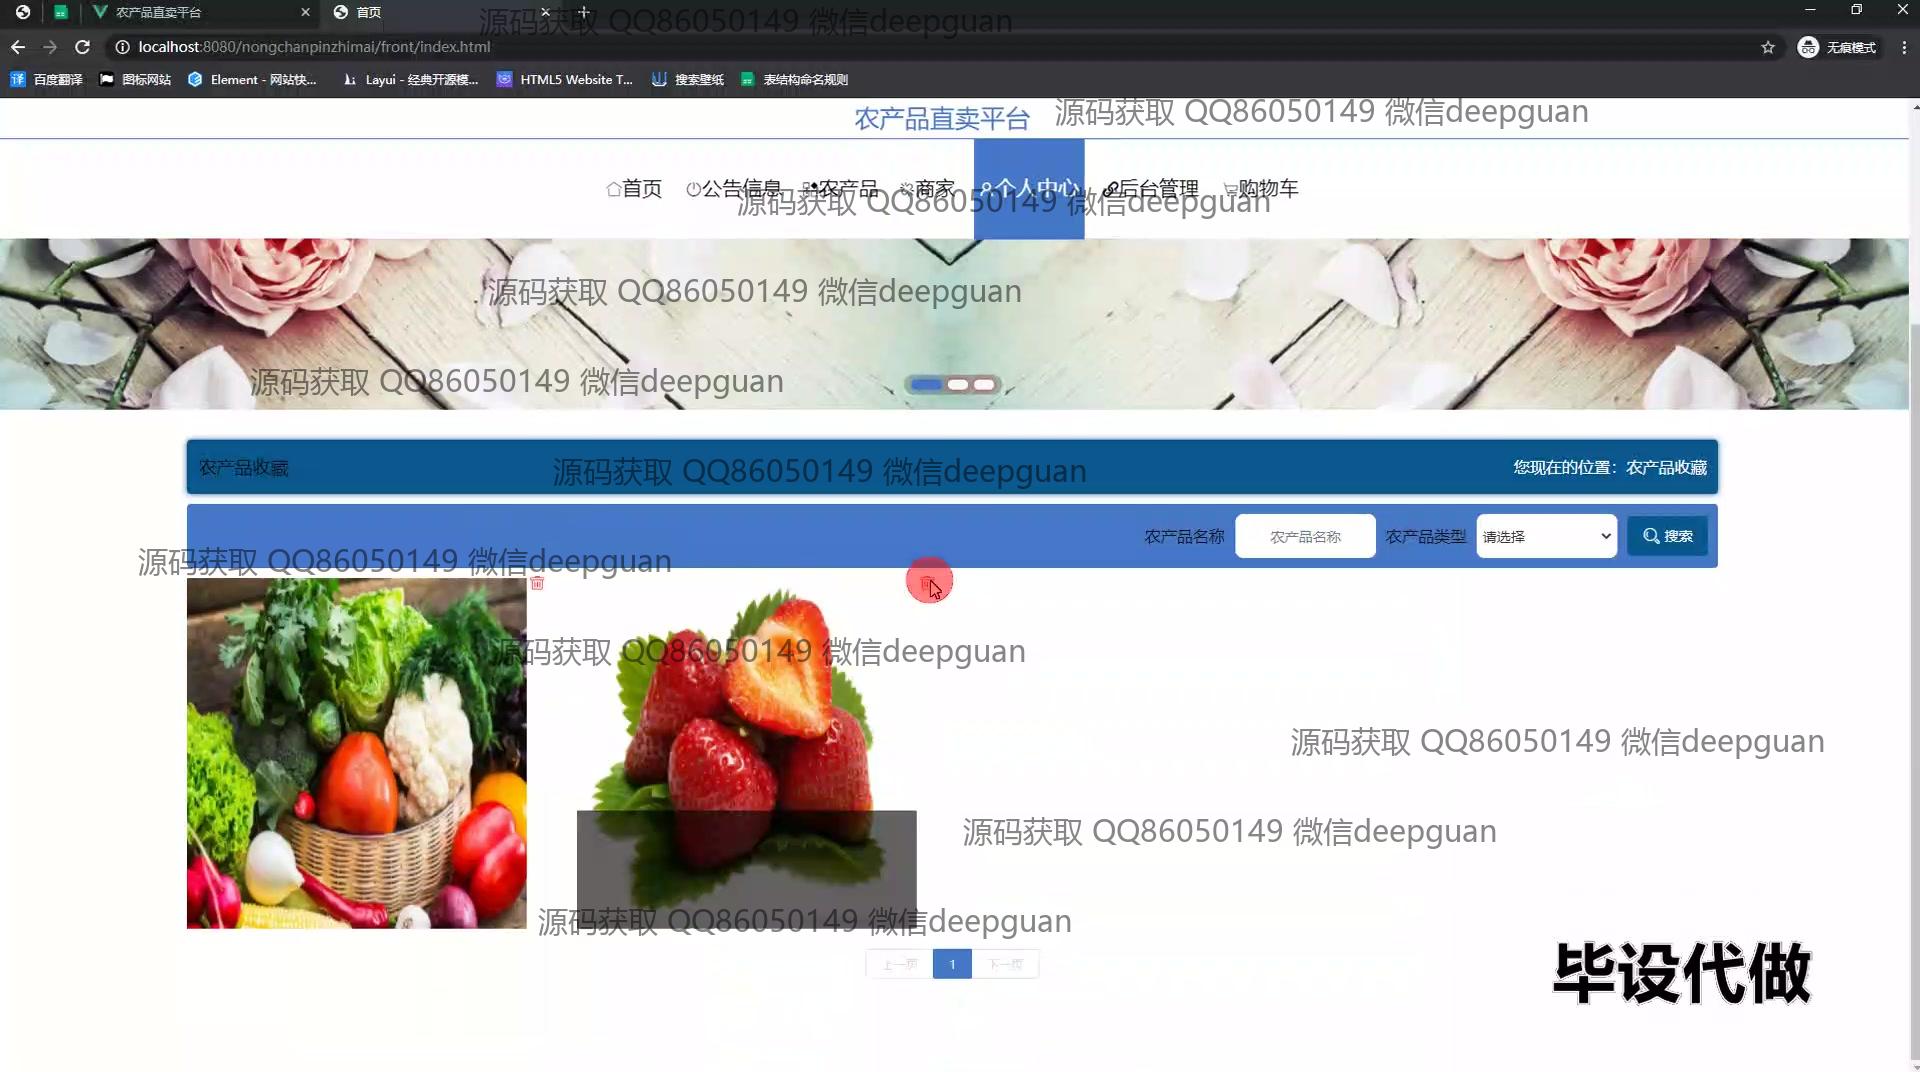 农产品直卖平台
首页
源码获取 QQ86050149 微信deepguan
localhost:8080/nongchanpinzhimai/front/index.html
无痕模式
百度翻译
图标网站
Element - 网站快...
Layui - 经典开源模...
HTML5 Website T...
搜索壁纸
表结构命名规则
农产品直卖平台
源码获取 QQ86050149 微信deepguan
首页
公告信息
农产品
商家
个人中心
后台管理
购物车
源码获取 QQ86050149 微信deepguan
源码获取 QQ86050149 微信deepguan
源码获取 QQ86050149 微信deepguan
农产品收藏
源码获取 QQ86050149 微信deepguan
您现在的位置：农产品收藏
农产品名称
农产品名称
农产品类型
请选择
搜索
源码获取 QQ86050149 微信deepguan
源码获取 QQ86050149 微信deepguan
源码获取 QQ86050149 微信deepguan
源码获取 QQ86050149 微信deepguan
源码获取 QQ86050149 微信deepguan
上一页
1
下一页
毕设代做